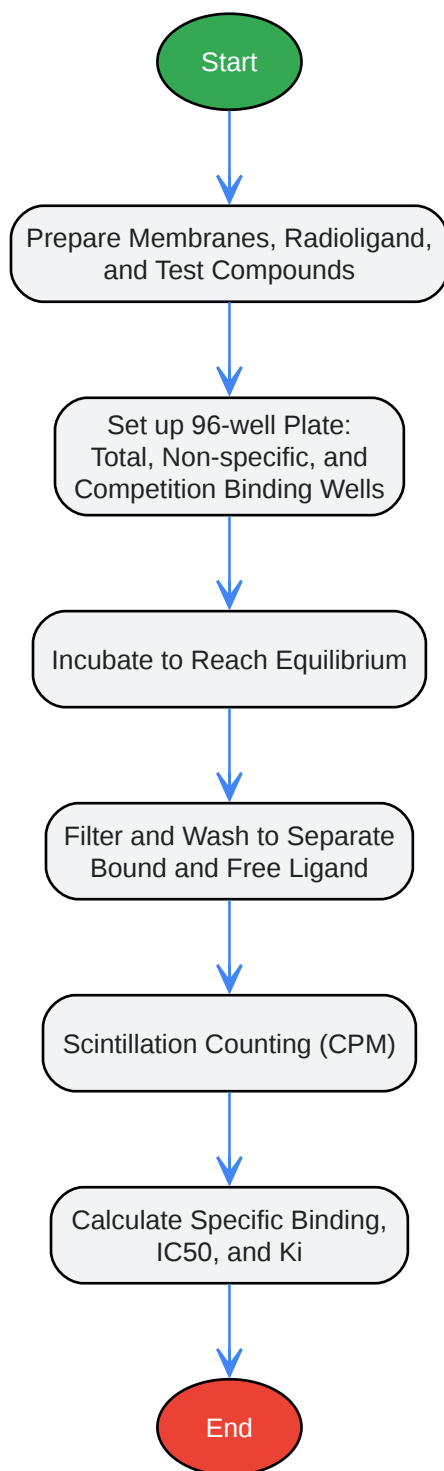 Start
Prepare Membranes, Radioligand,
and Test Compounds
Set up 96-well Plate:
Total, Non-specific, and
Competition Binding Wells
Incubate to Reach Equilibrium
Filter and Wash to Separate
Bound and Free Ligand
Scintillation Counting (CPM)
Calculate Specific Binding,
IC50, and Ki
End